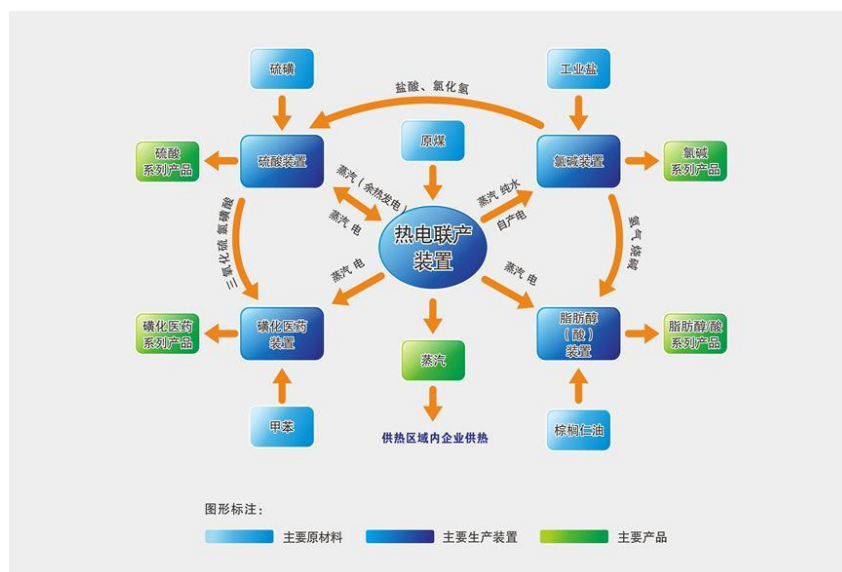 硫磺
工业盐
盐酸、氯化氢
原煤
硫酸
系列产品
硫酸装置
氯碱装置
氯碱
系列产品
蒸汽（余热发电）
蒸汽 电
蒸汽 纯水
自产电
热电联产
装置
三氧化硫 氯磺酸
氢气 烧碱
蒸汽 电
蒸汽 电
磺化医药
系列产品
磺化医药
装置
蒸汽
脂肪醇
（酸）
装置
脂肪醇/酸
系列产品
甲苯
供热区域内企业供热
棕榈仁油
图形标注：
主要原材料
主要生产装置
主要产品